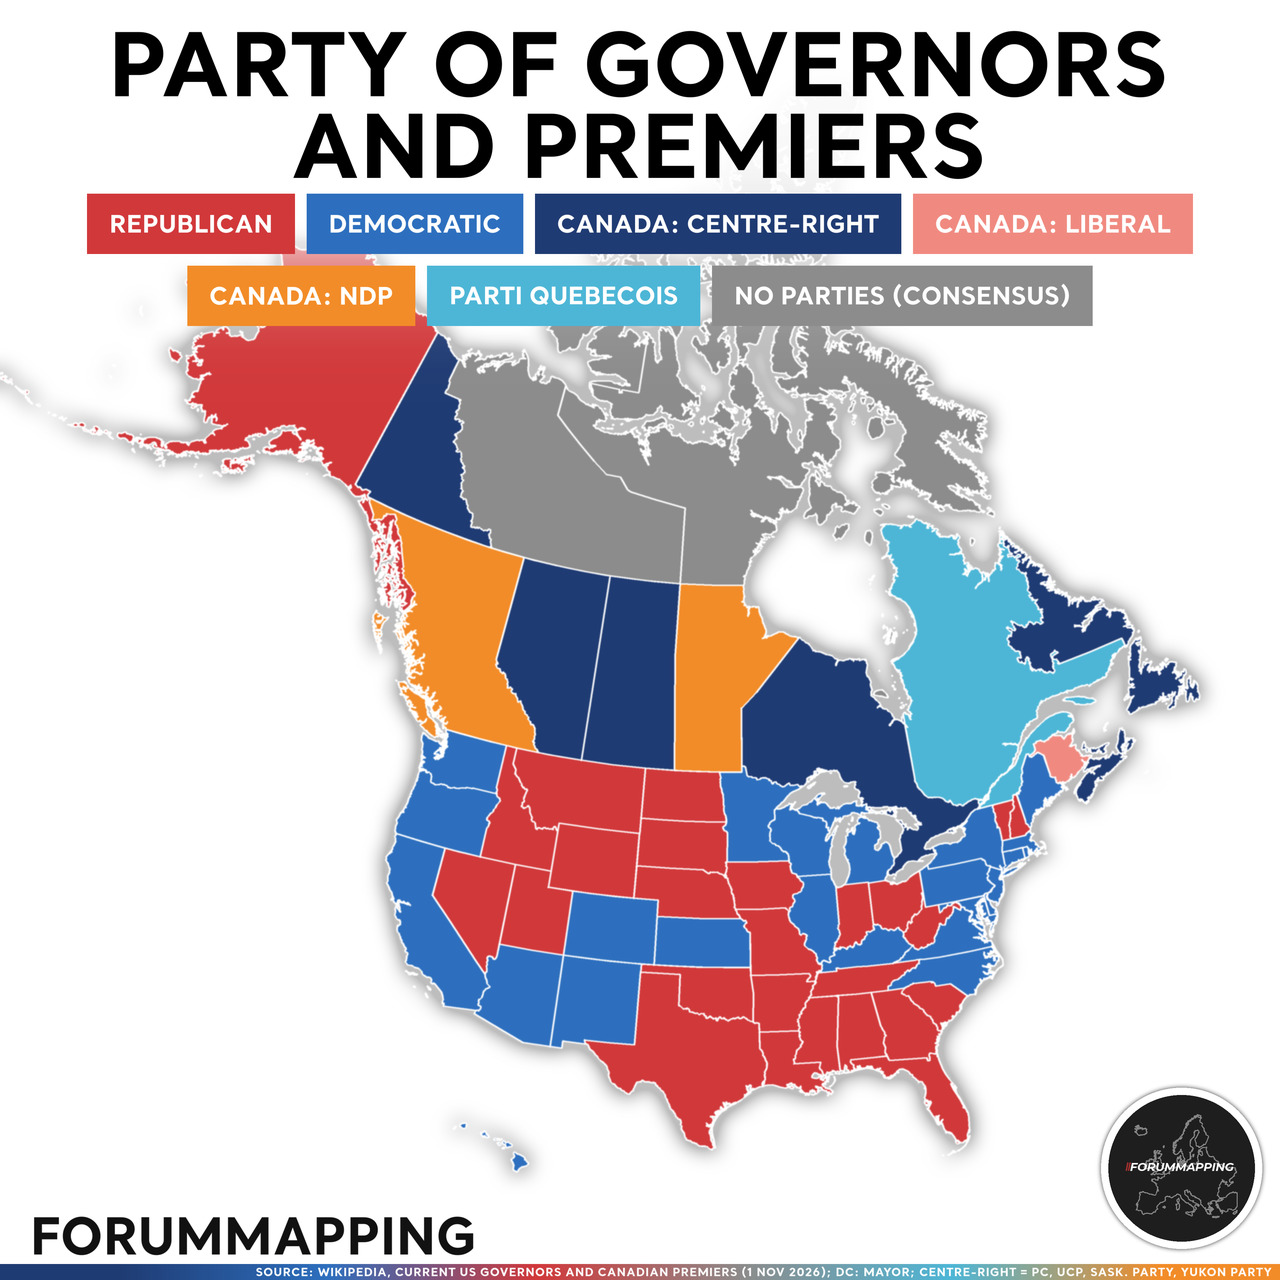 PARTY OF GOVERNORS
AND PREMIERS
REPUBLICAN
DEMOCRATIC
CANADA: CENTRE-RIGHT
CANADA: LIBERAL
CANADA: NDP
PARTI QUEBECOIS
NO PARTIES (CONSENSUS)
//FORUMMAPPING
FORUMMAPPING
SOURCE: WIKIPEDIA, CURRENT US GOVERNORS AND CANADIAN PREMIERS (1 NOV 2026); DC: MAYOR; CENTRE-RIGHT = PC, UCP, SASK. PARTY, YUKON PARTY